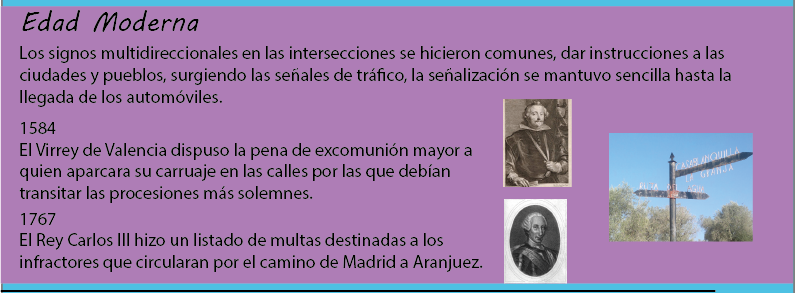 Edad Moderna
Los signos multidireccionales en las intersecciones se hicieron comunes, dar instrucciones a las
ciudades y pueblos, surgiendo las señales de tráfico, la señalización se mantuvo sencilla hasta la
llegada de los automóviles.
1584
El Virrey de Valencia dispuso la pena de excomunión mayor a
quien aparcara su carruaje en las calles por las que debían
transitar las procesiones más solemnes.
1767
El Rey Carlos III hizo un listado de multas destinadas a los
infractores que circularan por el camino de Madrid a Aranjuez.
CASABLANQUILLA
LA GRANJA